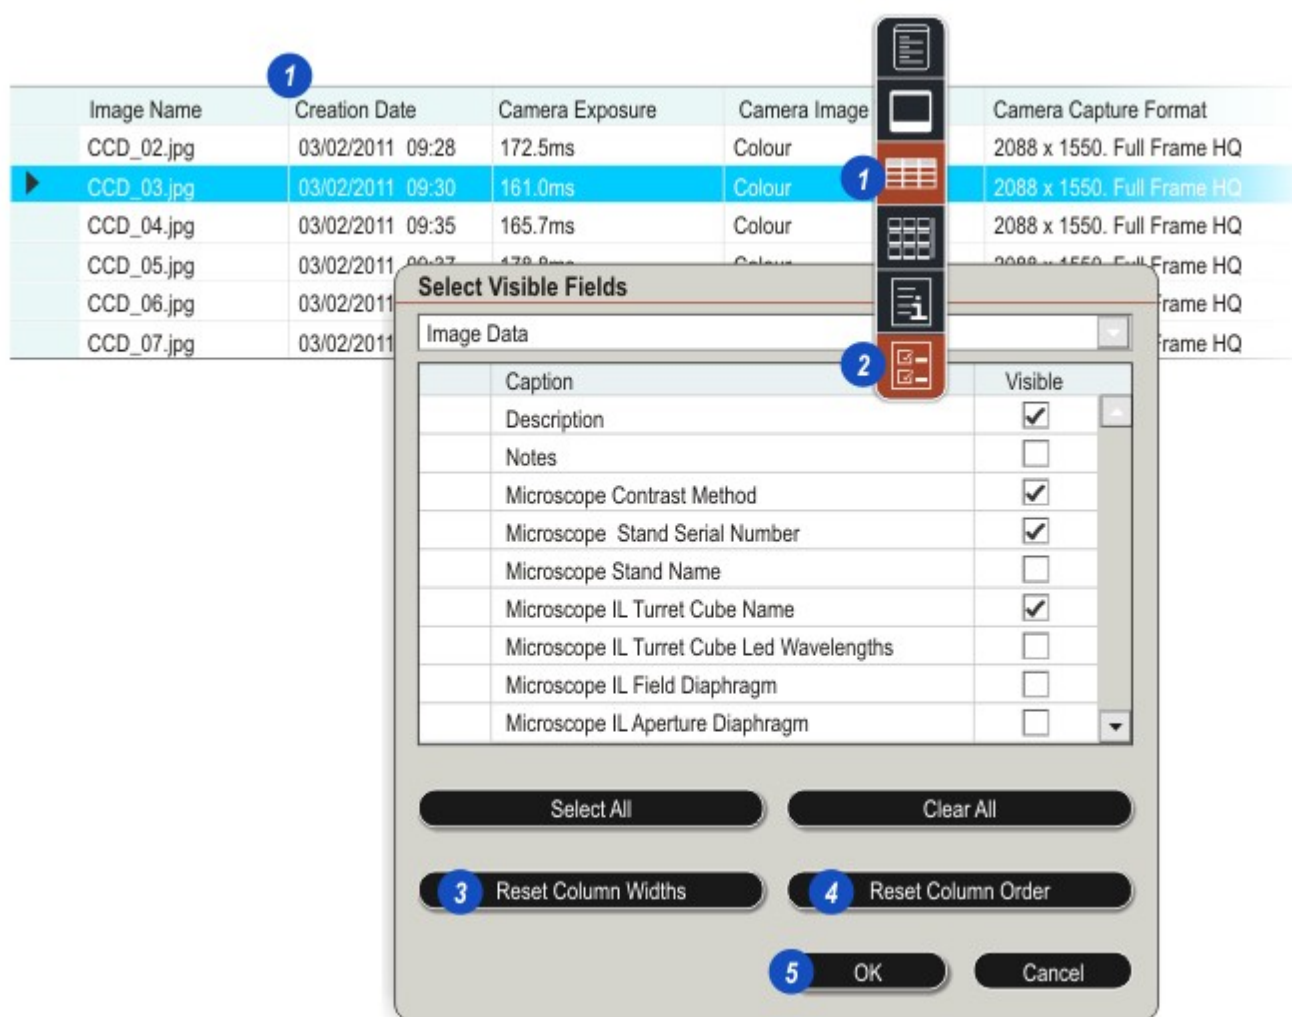 1
Image Name Creation Date Camera Exposure Camera Image Camera Capture Format
CCD_02.jpg 03/02/2011 09:28 172.5ms Colour 2088 x 1550. Full Frame HQ
1
CCD_03.jpg 03/02/2011 09:30 161.0ms Colour 2088 x 1550. Full Frame HQ
CCD_04.jpg 03/02/2011 09:35 165.7ms Colour 2088 x 1550. Full Frame HQ
CCD_05.jpg 03/02/2011 09:37 Colour 2088 x 1550. Full Frame HQ
CCD_06.jpg 03/02/2011 Frame HQ
CCD_07.jpg 03/02/2011 Frame HQ
Select Visible Fields
Image Data
2
Caption Visible
Description
Notes
Microscope Contrast Method
Microscope Stand Serial Number
Microscope Stand Name
Microscope IL Turret Cube Name
Microscope IL Turret Cube Led Wavelengths
Microscope IL Field Diaphragm
Microscope IL Aperture Diaphragm
Select All Clear All
3 Reset Column Widths 4 Reset Column Order
5 OK Cancel